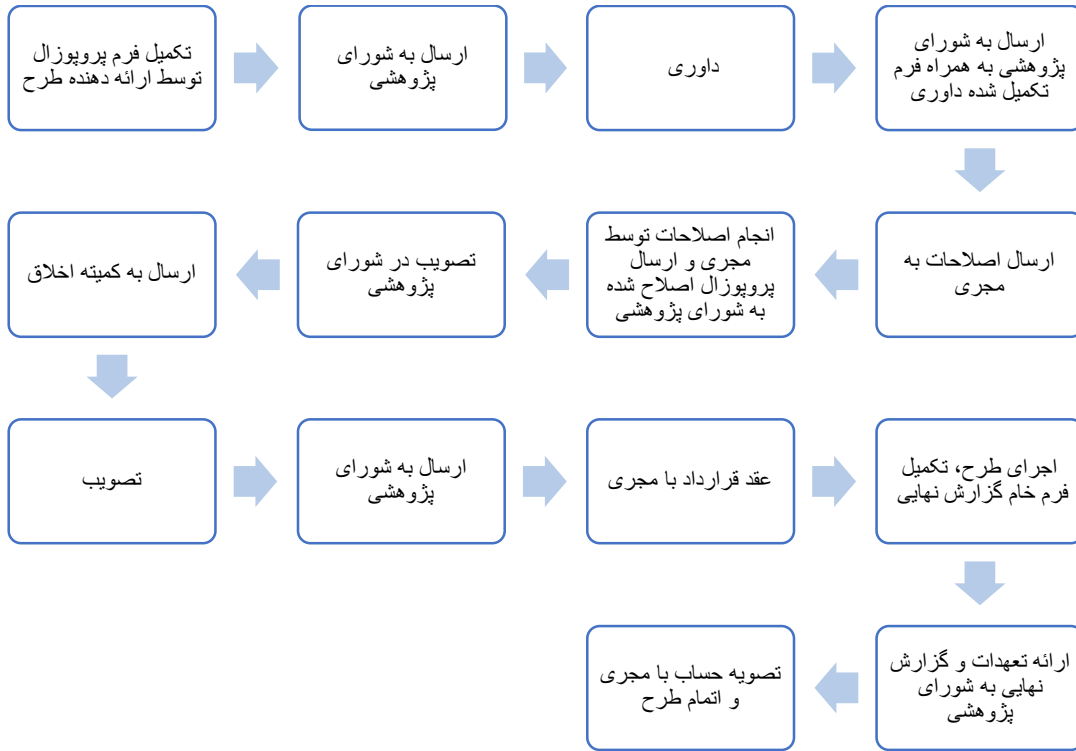 تکمیل فرم پروپوزال
توسط ارائه دهنده طرح
ارسال به شورای
پژوهشی
داوری
ارسال به شورای
پژوهشی به همراه فرم
تکمیل شده داوری
ارسال اصلاحات به
مجری
انجام اصلاحات توسط
مجری و ارسال
پروپوزال اصلاح شده
به شورای پژوهشی
تصویب در شورای
پژوهشی
ارسال به کمیته اخلاق
تصویب
ارسال به شورای
پژوهشی
عقد قرارداد با مجری
اجرای طرح، تکمیل
فرم خام گزارش نهایی
ارائه تعهدات و گزارش
نهایی به شورای
پژوهشی
تصویه حساب با مجری
و اتمام طرح